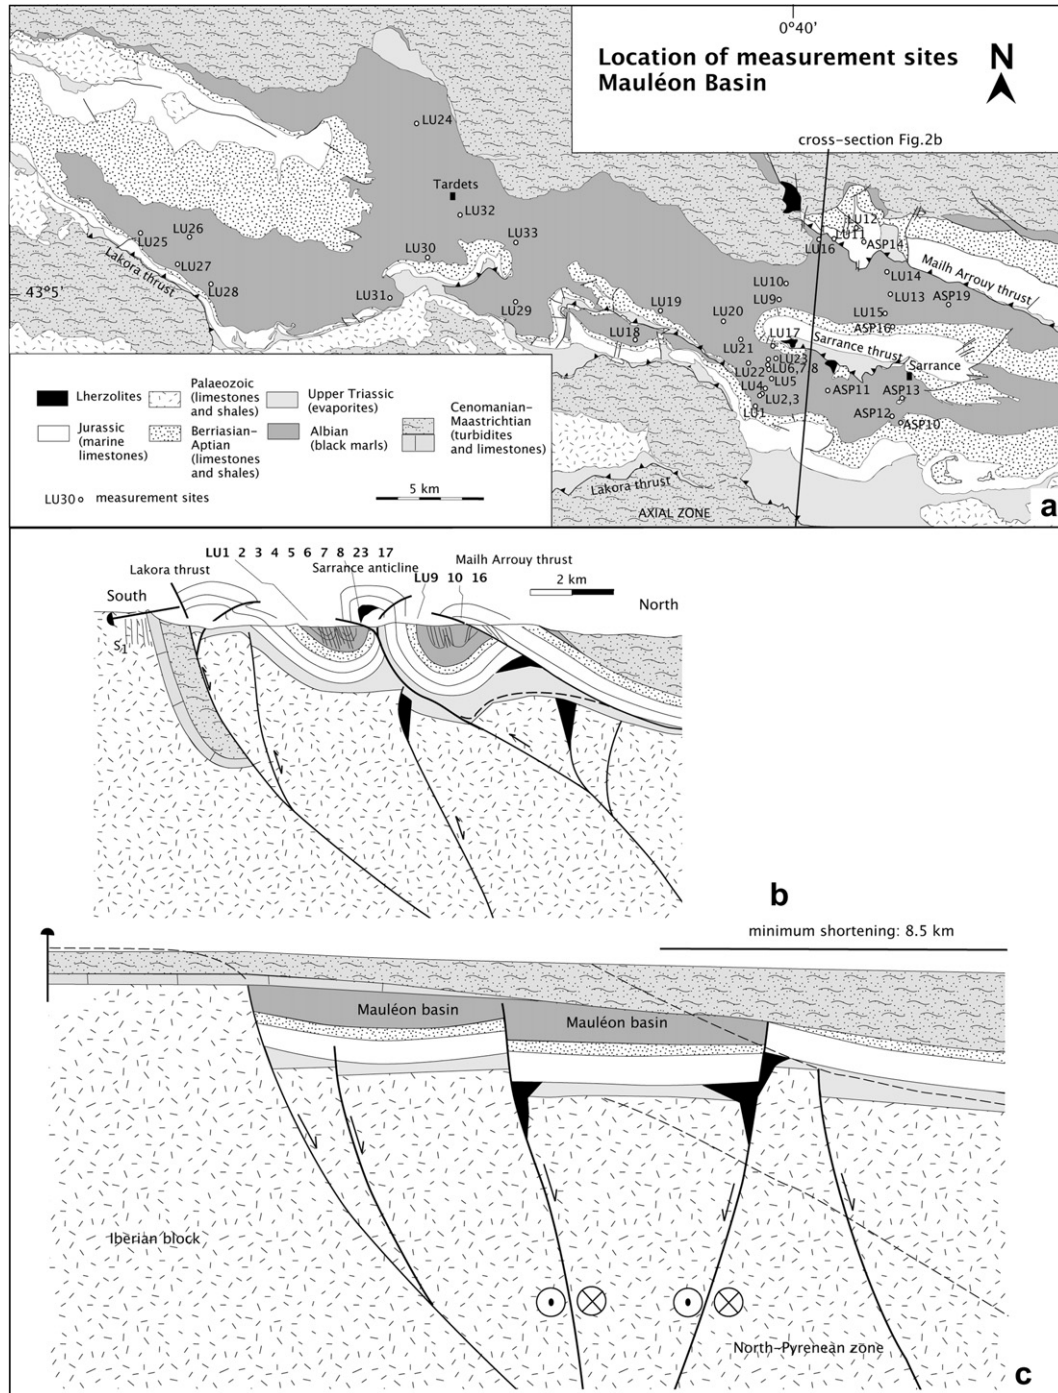 0°40'
Location of measurement sites
Mauléon Basin
N
cross-section Fig.2b
LU24
Tardets
LU32
LU33
LU30
LU25
LU26
LU27
LU28
Lakora thrust
43°5'
LU31
LU29
LU19
LU18
LU20
LU10
LU9
LU12
LU11
LU16
ASP14
Mailh Arrouy thrust
LU14
LU13
ASP19
LU15
ASP16
LU17
Sarrance thrust
Sarrance
LU21
LU23
LU22
LU6,7,8
LU5
LU4
LU2,3
LU1
ASP11
ASP13
ASP12
ASP10
Lakora thrust
AXIAL ZONE
a
Lherzolites
Palaeozoic
(limestones
and shales)
Upper Triassic
(evaporites)
Cenomanian-
Maastrichtian
(turbidites
and limestones)
Jurassic
(marine
limestones)
Berriasian-
Aptian
(limestones
and shales)
Albian
(black marls)
LU30 measurement sites
5 km
LU1 2 3 4 5 6 7 8 23 17
Lakora thrust
Sarrance anticline
Mailh Arrouy thrust
LU9 10 16
2 km
South
North
S1
b
minimum shortening: 8.5 km
Mauléon basin
Mauléon basin
Iberian block
North-Pyrenean zone
c